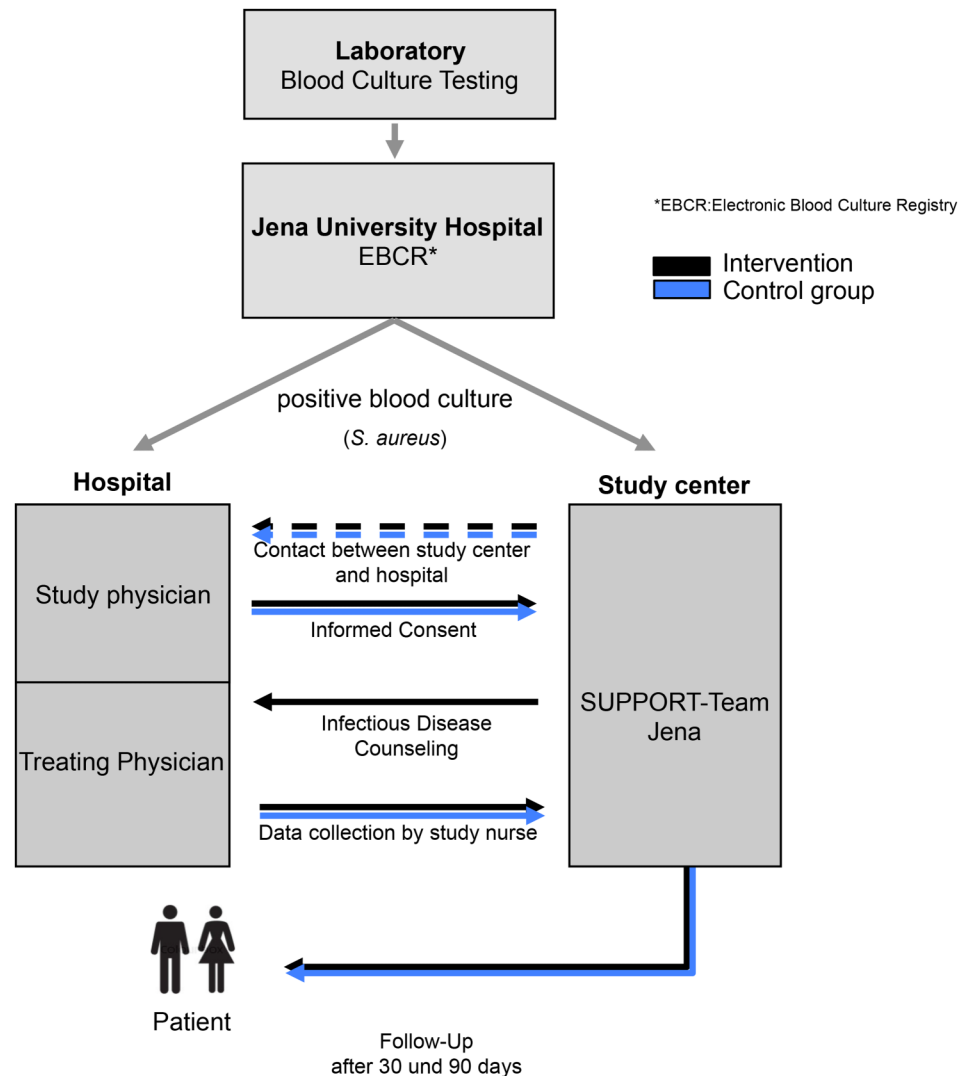 Laboratory
Blood Culture Testing
Jena University Hospital
EBCR*
*EBCR:Electronic Blood Culture Registry
Intervention
Control group
positive blood culture
(S. aureus)
Hospital
Study center
Study physician
Treating Physician
Contact between study center
and hospital
Informed Consent
Infectious Disease
Counseling
Data collection by study nurse
SUPPORT-Team
Jena
Patient
Follow-Up
after 30 und 90 days